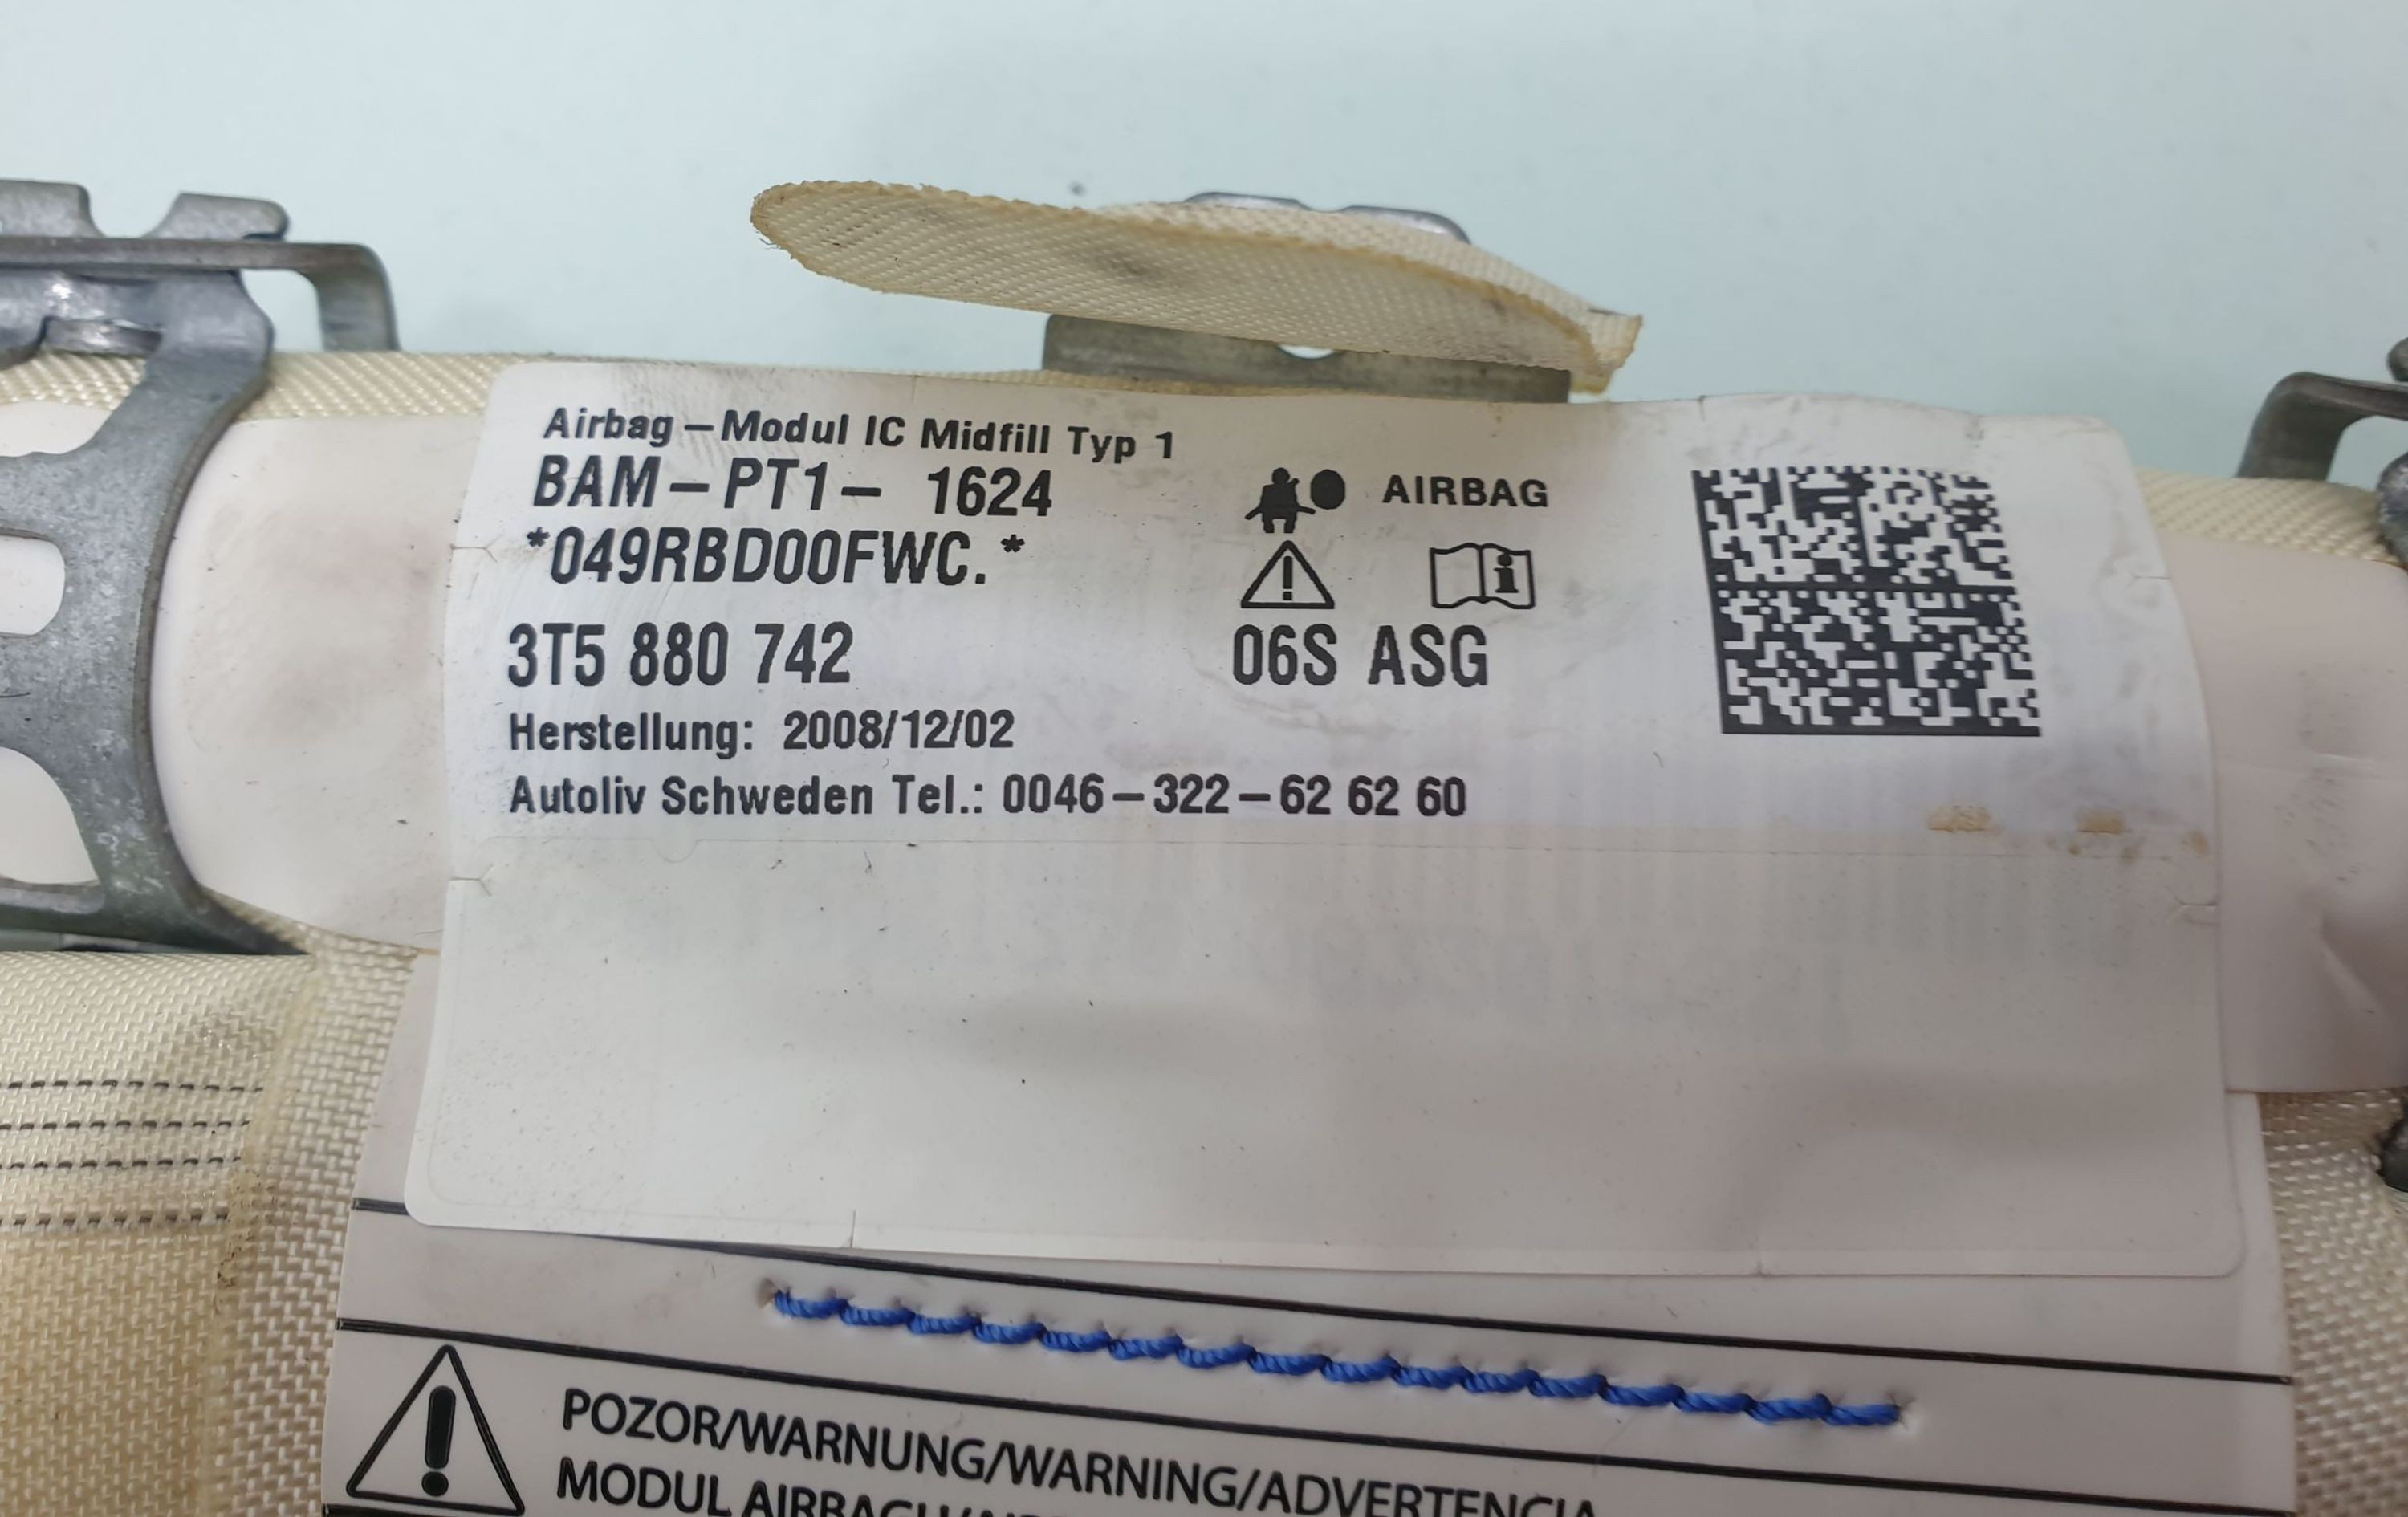 Airbag–Modul IC Midfill Typ 1
BAM–PT1– 1624
*049RBD00FWC.*
AIRBAG
3T5 880 742 06S ASG
Herstellung: 2008/12/02
Autoliv Schweden Tel.: 0046–322–62 62 60
POZOR/WARNUNG/WARNING/ADVERTENCIA
MODUL